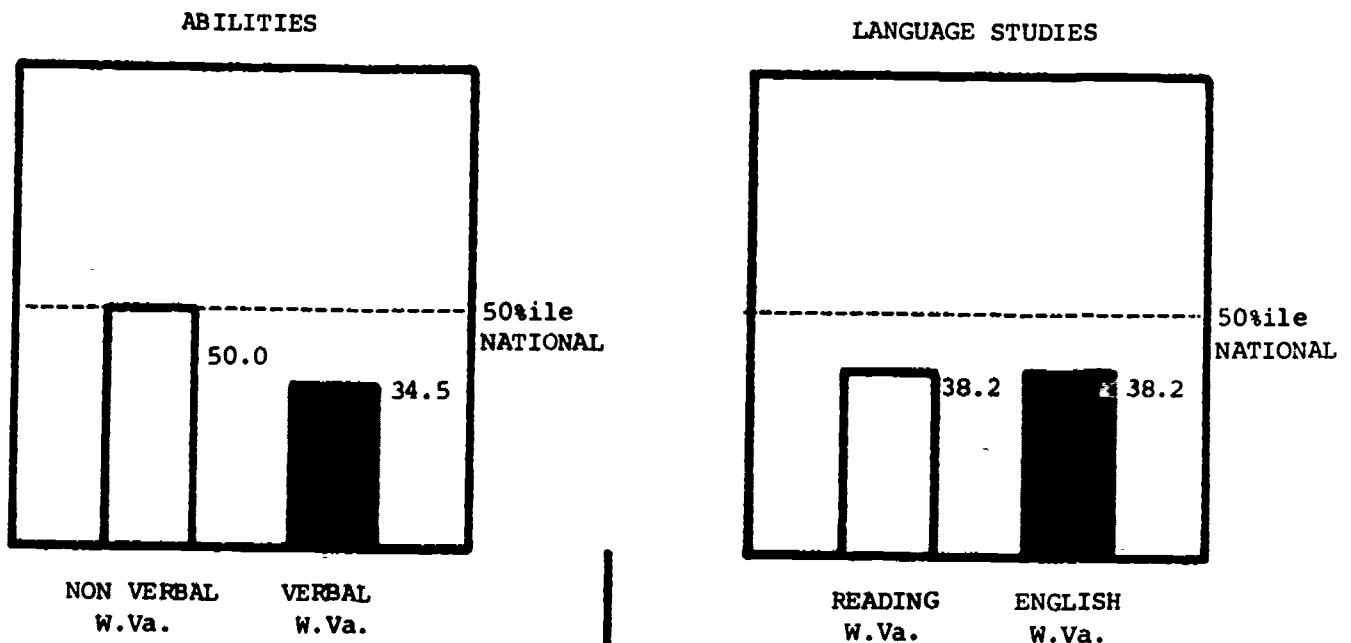 ABILITIES
50%ile
NATIONAL
50.0
34.5
NON VERBAL
W.Va.
VERBAL
W.Va.
LANGUAGE STUDIES
50%ile
NATIONAL
38.2
38.2
READING
W.Va.
ENGLISH
W.Va.